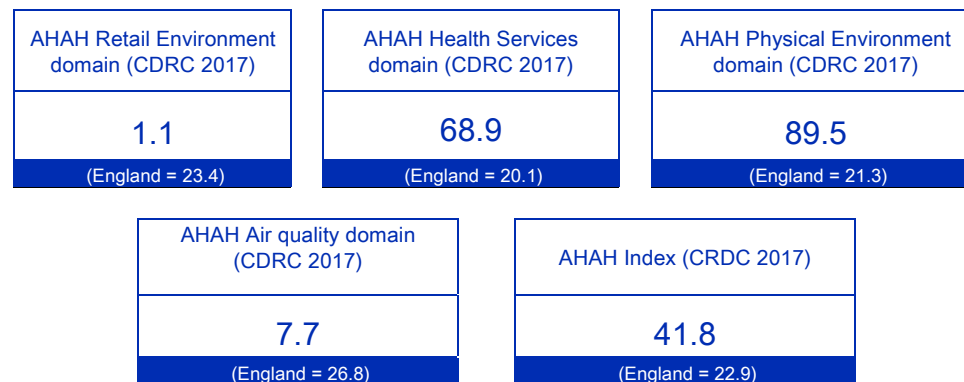 AHAH Retail Environment
domain (CDRC 2017)
1.1
(England = 23.4)
AHAH Health Services
domain (CDRC 2017)
68.9
(England = 20.1)
AHAH Physical Environment
domain (CDRC 2017)
89.5
(England = 21.3)
AHAH Air quality domain
(CDRC 2017)
7.7
(England = 26.8)
AHAH Index (CRDC 2017)
41.8
(England = 22.9)